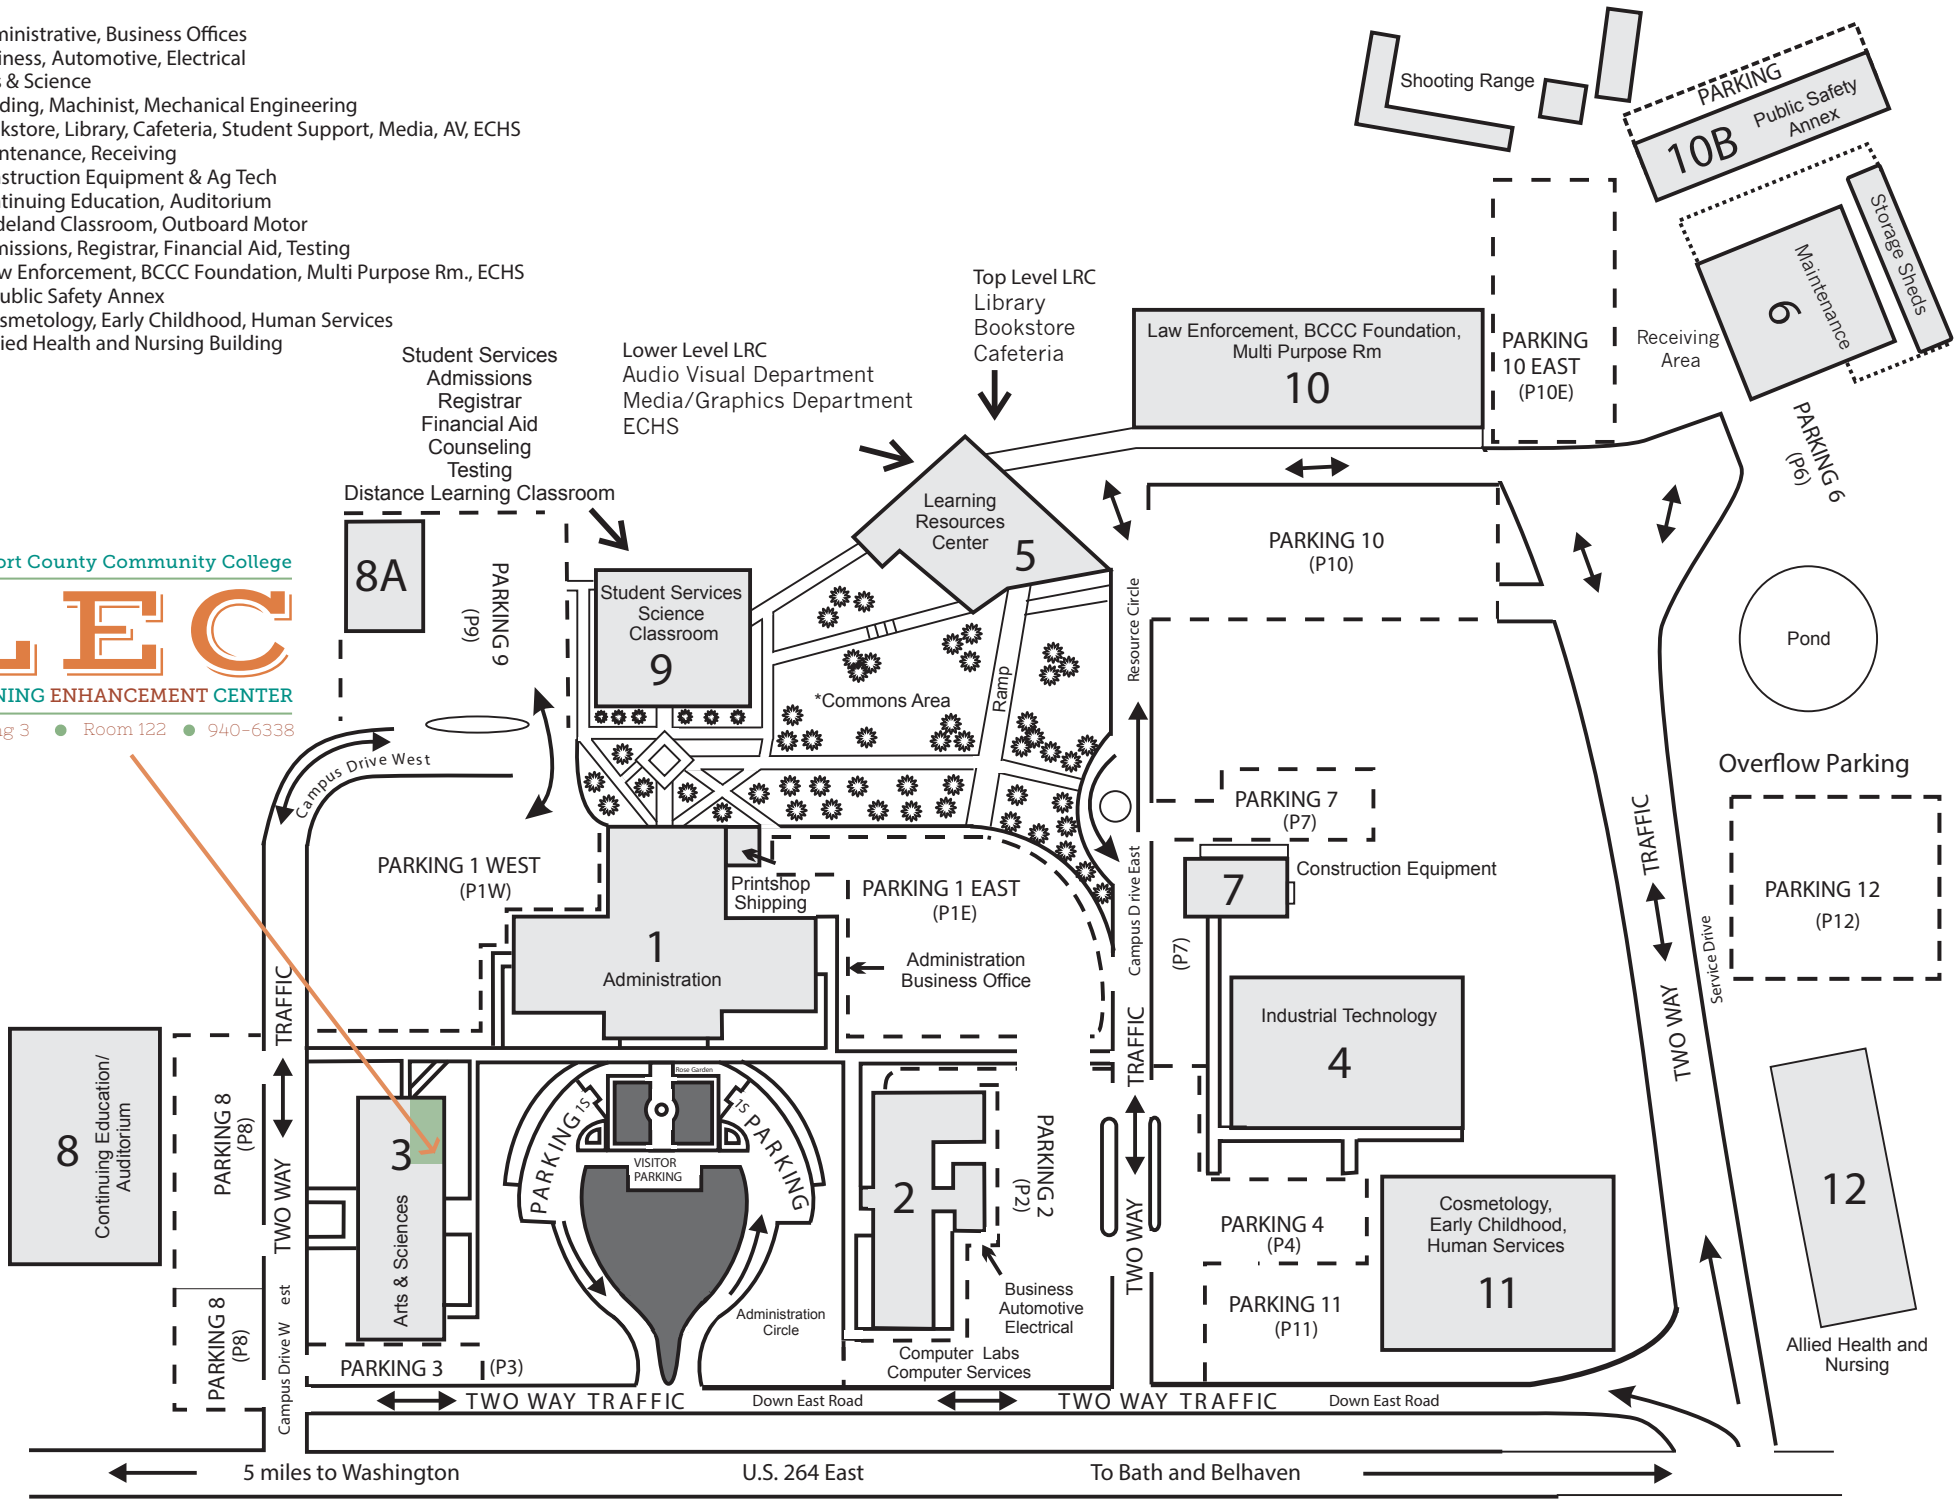 ministrative, Business Offices
iness, Automotive, Electrical
s & Science
ding, Machinist, Mechanical Engineering
kstore, Library, Cafeteria, Student Support, Media, AV, ECHS
ntenance, Receiving
nstruction Equipment & Ag Tech
ntinuing Education, Auditorium
deland Classroom, Outboard Motor
missions, Registrar, Financial Aid, Testing
w Enforcement, BCCC Foundation, Multi Purpose Rm., ECHS
ublic Safety Annex
smetology, Early Childhood, Human Services
ied Health and Nursing Building
Shooting Range
PARKING
10B
Public Safety
Annex
Storage Sheds
6
Maintenance
Receiving
Area
PARKING 6
(P6)
PARKING
10 EAST
(P10E)
Law Enforcement, BCCC Foundation,
Multi Purpose Rm
10
Top Level LRC
Library
Bookstore
Cafeteria
Lower Level LRC
Audio Visual Department
Media/Graphics Department
ECHS
Student Services
Admissions
Registrar
Financial Aid
Counseling
Testing
Distance Learning Classroom
ort County Community College
LEC
NING ENHANCEMENT CENTER
g 3 ● Room 122 ● 940-6338
8A
PARKING 9
(P9)
Student Services
Science
Classroom
9
Learning
Resources
Center
5
PARKING 10
(P10)
Resource Circle
Pond
*Commons Area
Ramp
Campus Drive West
Overflow Parking
PARKING 12
(P12)
PARKING 7
(P7)
7
Construction Equipment
(P7)
Campus Drive East
TRAFFIC
TWO WAY
Service Drive
PARKING 1 WEST
(P1W)
Printshop
Shipping
PARKING 1 EAST
(P1E)
1
Administration
Administration
Business Office
Industrial Technology
4
TRAFFIC
TWO WAY
TRAFFIC
TWO WAY
8
Continuing Education/
Auditorium
PARKING 8
(P8)
PARKING 8
(P8)
Campus Drive W est
3
Arts & Sciences
PARKING 3
(P3)
Rose Garden
PARKING 1S
1S PARKING
VISITOR
PARKING
Administration
Circle
2
PARKING 2
(P2)
Business
Automotive
Electrical
Computer Labs
Computer Services
PARKING 4
(P4)
PARKING 11
(P11)
Cosmetology,
Early Childhood,
Human Services
11
12
Allied Health and
Nursing
TWO WAY TRAFFIC
Down East Road
TWO WAY TRAFFIC
Down East Road
5 miles to Washington
U.S. 264 East
To Bath and Belhaven